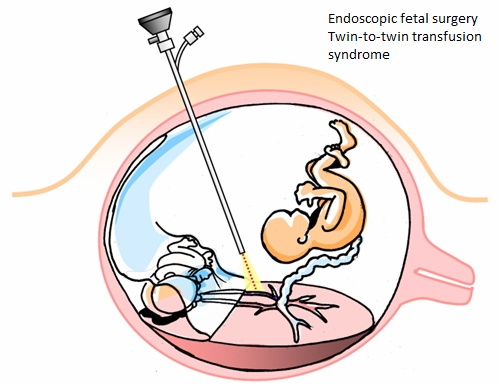 Endoscopic fetal surgery
Twin-to-twin transfusion
syndrome